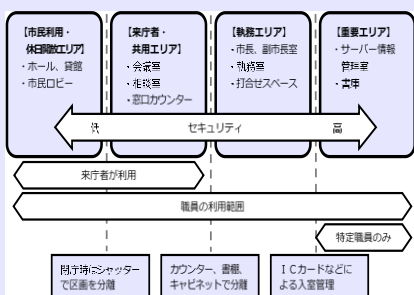 【市民利用・
休日開放エリア】
・ホール、貸館
・市民ロビー
【来庁者・
共用エリア】
・会議室
・相談室
・窓口カウンター
【執務エリア】
・市長、副市長室
・執務室
・打合せスペース
【重要エリア】
・サーバー情報
管理室
・書庫
低 セキュリティ 高
来庁者が利用
職員の利用範囲
特定職員のみ
閉庁時にシャッター
で区画を分離
カウンター、書棚、
キャビネットで分離
ＩＣカードなどに
よる入室管理